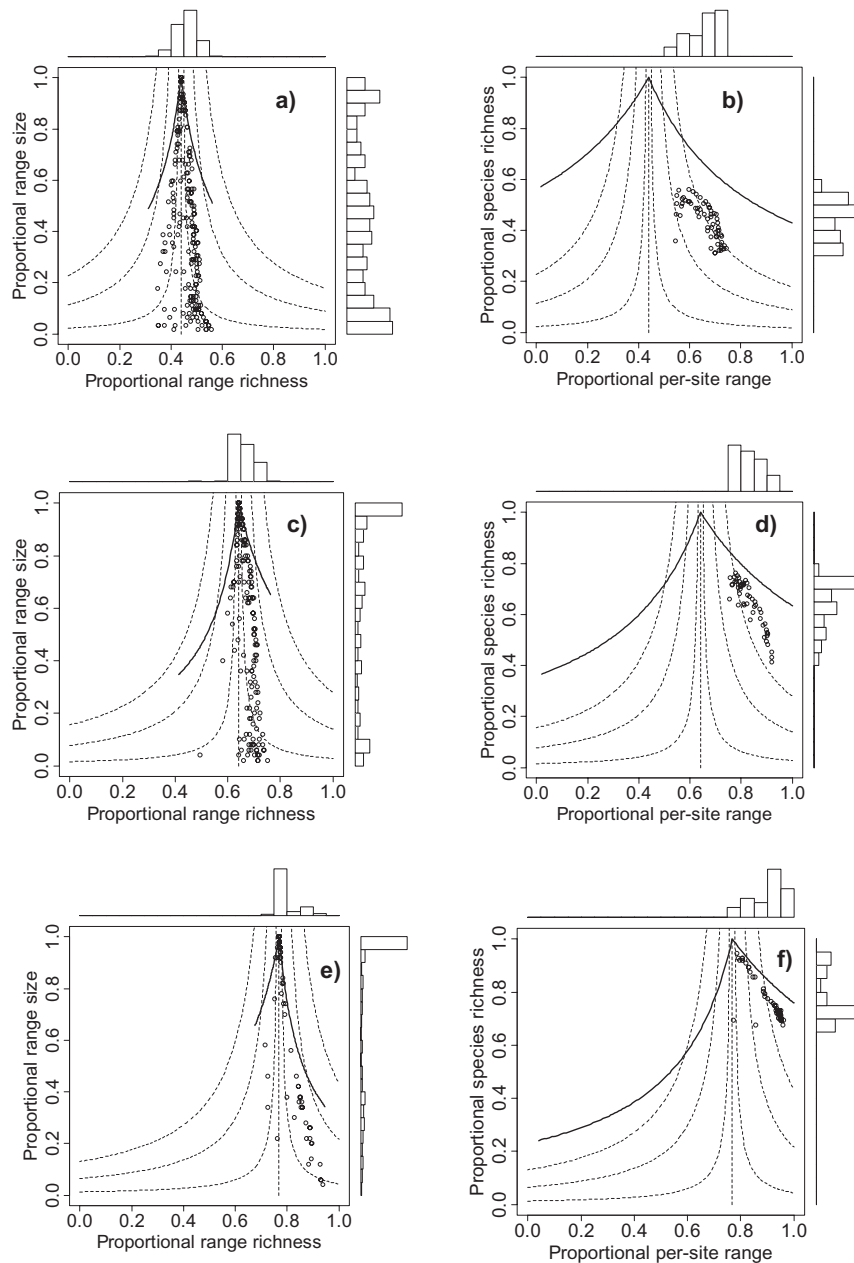 a)
Proportional range size
1.0
0.8
0.6
0.4
0.2
0.0
0.0 0.2 0.4 0.6 0.8 1.0
Proportional range richness
b)
Proportional species richness
1.0
0.8
0.6
0.4
0.2
0.0
0.0 0.2 0.4 0.6 0.8 1.0
Proportional per-site range
c)
Proportional range size
1.0
0.8
0.6
0.4
0.2
0.0
0.0 0.2 0.4 0.6 0.8 1.0
Proportional range richness
d)
Proportional species richness
1.0
0.8
0.6
0.4
0.2
0.0
0.0 0.2 0.4 0.6 0.8 1.0
Proportional per-site range
e)
Proportional range size
1.0
0.8
0.6
0.4
0.2
0.0
0.0 0.2 0.4 0.6 0.8 1.0
Proportional range richness
f)
Proportional species richness
1.0
0.8
0.6
0.4
0.2
0.0
0.0 0.2 0.4 0.6 0.8 1.0
Proportional per-site range